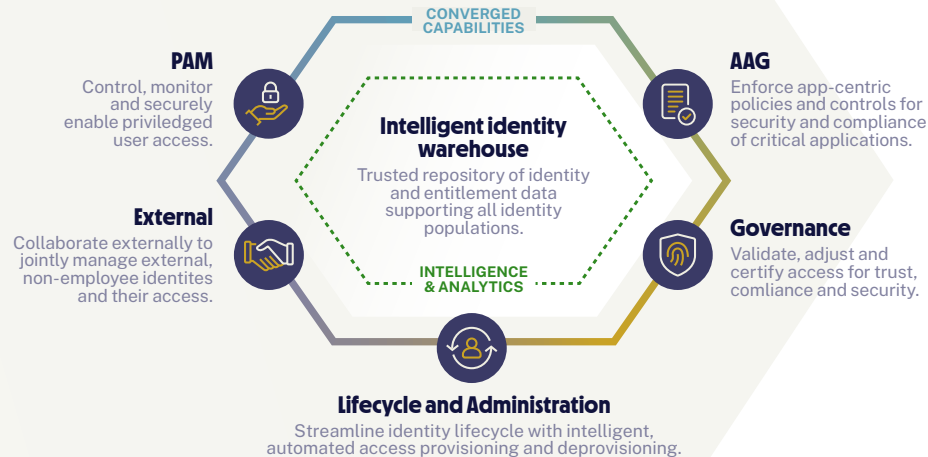 CONVERGED
CAPABILITIES
PAM
Control, monitor
and securely
enable priviledged
user access.
AAG
Enforce app-centric
policies and controls for
security and compliance
of critical applications.
Intelligent identity
warehouse
Trusted repository of identity
and entitlement data
supporting all identity
populations.
External
Collaborate externally to
jointly manage external,
non-employee identites
and their access.
Governance
Validate, adjust and
certify access for trust,
comliance and security.
INTELLIGENCE
& ANALYTICS
Lifecycle and Administration
Streamline identity lifecycle with intelligent,
automated access provisioning and deprovisioning.